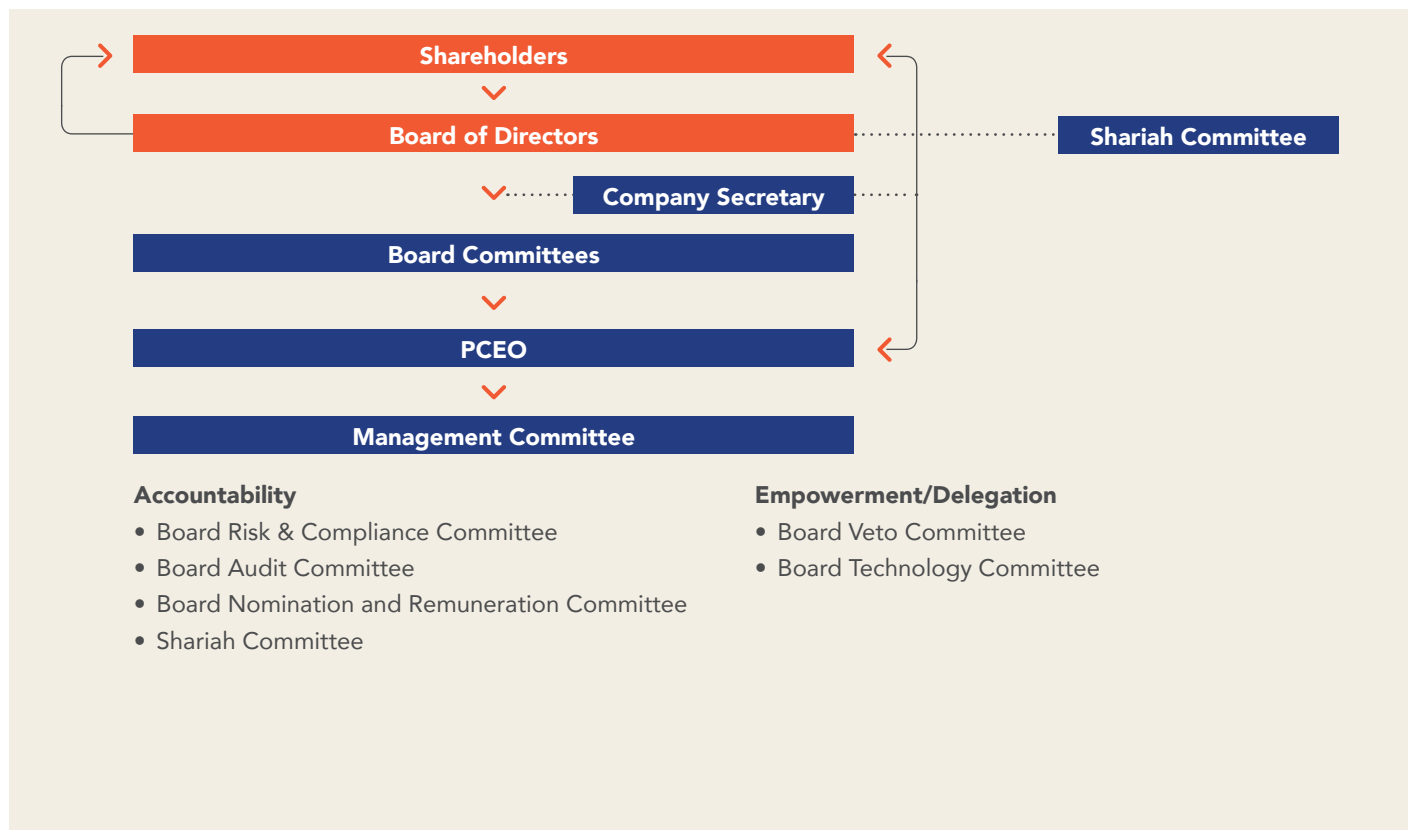 Shareholders
Board of Directors
Shariah Committee
Company Secretary
Board Committees
PCEO
Management Committee
Accountability
• Board Risk & Compliance Committee
• Board Audit Committee
• Board Nomination and Remuneration Committee
• Shariah Committee
Empowerment/Delegation
• Board Veto Committee
• Board Technology Committee